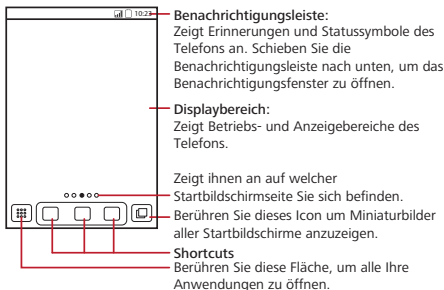 10:23
Benachrichtigungsleiste:
Zeigt Erinnerungen und Statussymbole des
Telefons an. Schieben Sie die
Benachrichtigungsleiste nach unten, um das
Benachrichtigungsfenster zu öffnen.
Displaybereich:
Zeigt Betriebs- und Anzeigebereiche des
Telefons.
Zeigt ihnen an auf welcher
Startbildschirmseite Sie sich befinden.
Berühren Sie dieses Icon um Miniaturbilder
aller Startbildschirme anzuzeigen.
Shortcuts
Berühren Sie diese Fläche, um alle Ihre
Anwendungen zu öffnen.